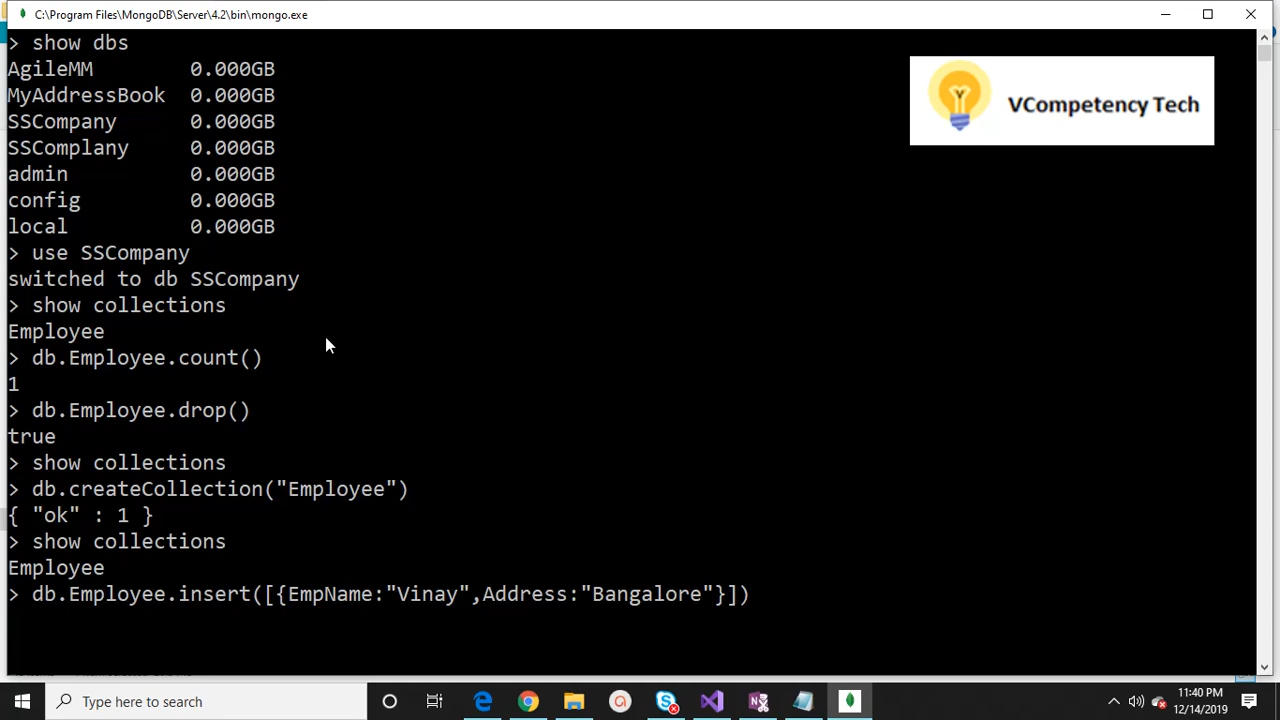 C:\Program Files\MongoDB\Server\4.2\bin\mongo.exe
> show dbs
AgileMM 0.000GB
MyAddressBook 0.000GB
SSCompany 0.000GB
SSComplany 0.000GB
admin 0.000GB
config 0.000GB
local 0.000GB
> use SSCompany
switched to db SSCompany
> show collections
Employee
> db.Employee.count()
1
> db.Employee.drop()
true
> show collections
> db.createCollection("Employee")
{ "ok" : 1 }
> show collections
Employee
> db.Employee.insert([{EmpName:"Vinay",Address:"Bangalore"}])
VCompetency Tech
Type here to search
11:40 PM
12/14/2019